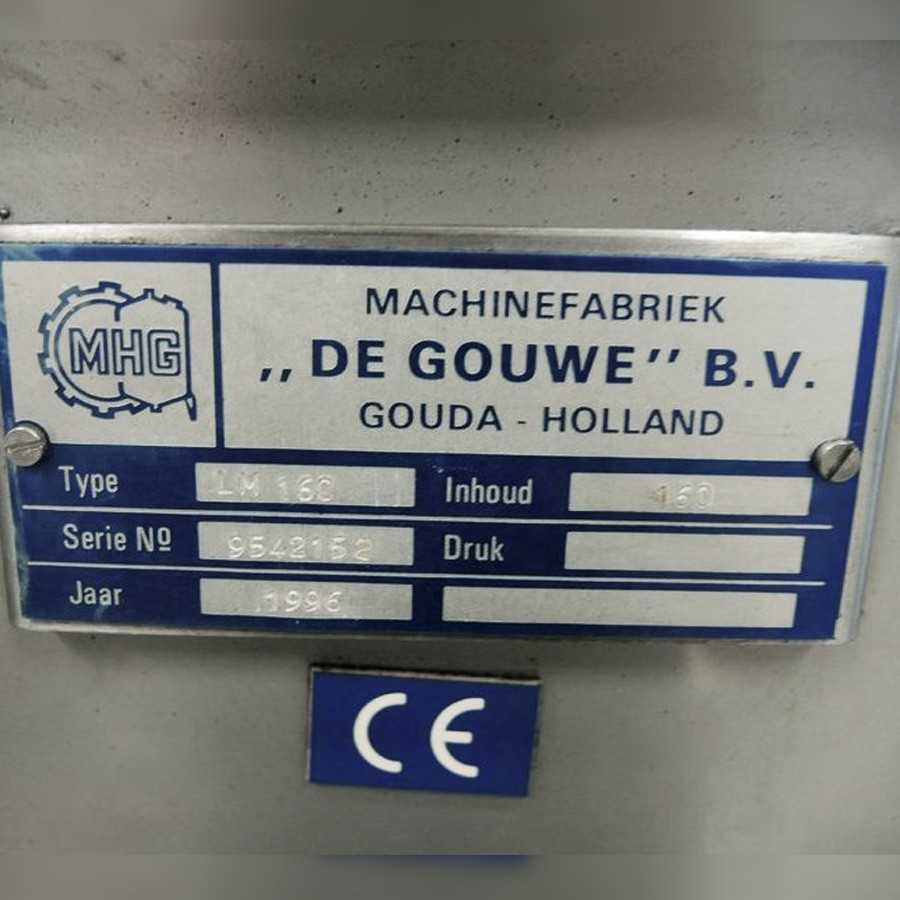 MHG
MACHINEFABRIEK
,,DE GOUWE'' B.V.
GOUDA - HOLLAND
Type LM 160 Inhoud 160
Serie Nº 9542152 Druk
Jaar 1996
CE